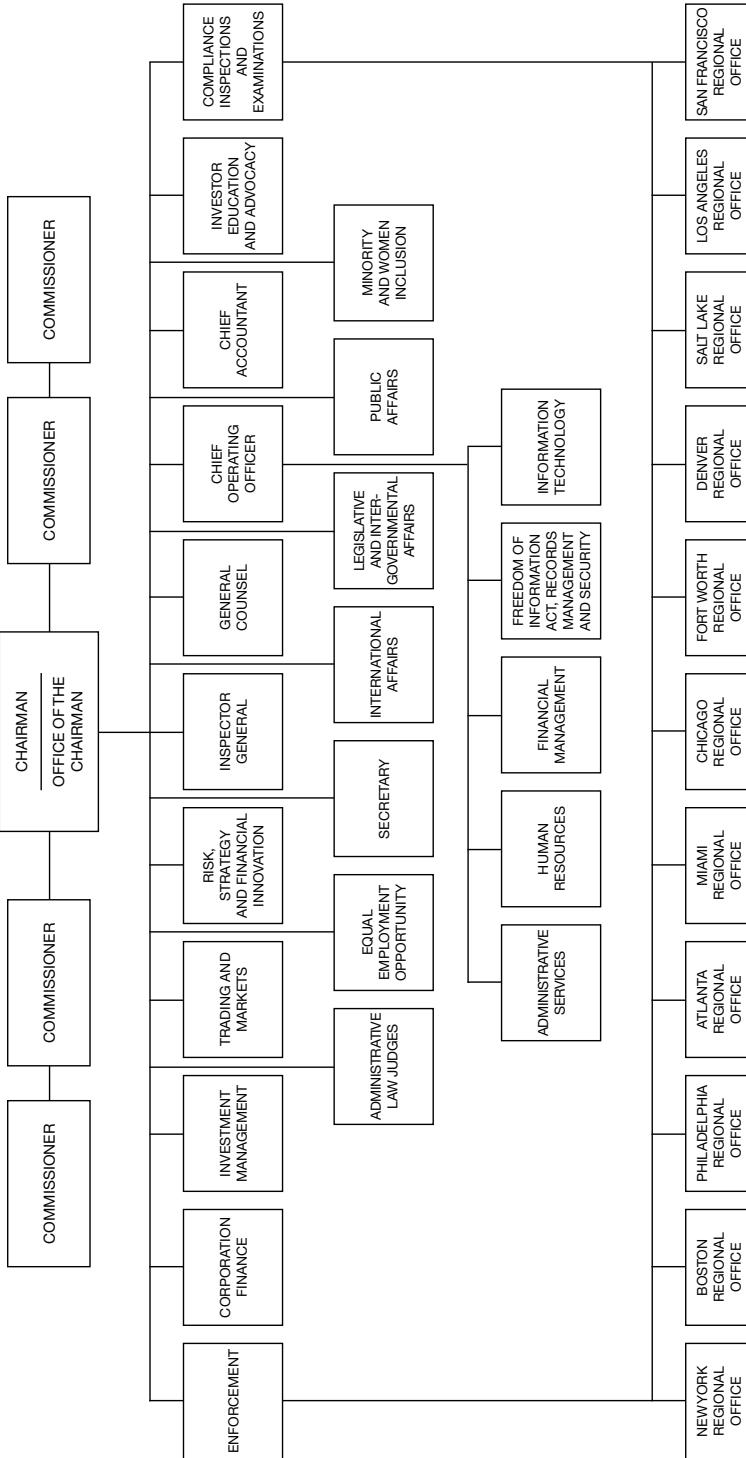 COMMISSIONER
COMMISSIONER
CHAIRMAN
OFFICE OF THE
CHAIRMAN
COMMISSIONER
COMMISSIONER
ENFORCEMENT
CORPORATION
FINANCE
INVESTMENT
MANAGEMENT
TRADING AND
MARKETS
RISK,
STRATEGY
AND FINANCIAL
INNOVATION
INSPECTOR
GENERAL
GENERAL
COUNSEL
CHIEF
OPERATING
OFFICER
CHIEF
ACCOUNTANT
INVESTOR
EDUCATION
AND ADVOCACY
COMPLIANCE
INSPECTIONS
AND
EXAMINATIONS
ADMINISTRATIVE
LAW JUDGES
EQUAL
EMPLOYMENT
OPPORTUNITY
SECRETARY
INTERNATIONAL
AFFAIRS
LEGISLATIVE
AND INTER-
GOVERNMENTAL
AFFAIRS
PUBLIC
AFFAIRS
MINORITY
AND WOMEN
INCLUSION
ADMINISTRATIVE
SERVICES
HUMAN
RESOURCES
FINANCIAL
MANAGEMENT
FREEDOM OF
INFORMATION
ACT, RECORDS
MANAGEMENT
AND SECURITY
INFORMATION
TECHNOLOGY
NEWYORK
REGIONAL
OFFICE
BOSTON
REGIONAL
OFFICE
PHILADELPHIA
REGIONAL
OFFICE
ATLANTA
REGIONAL
OFFICE
MIAMI
REGIONAL
OFFICE
CHICAGO
REGIONAL
OFFICE
FORT WORTH
REGIONAL
OFFICE
DENVER
REGIONAL
OFFICE
SALT LAKE
REGIONAL
OFFICE
LOS ANGELES
REGIONAL
OFFICE
SAN FRANCISCO
REGIONAL
OFFICE